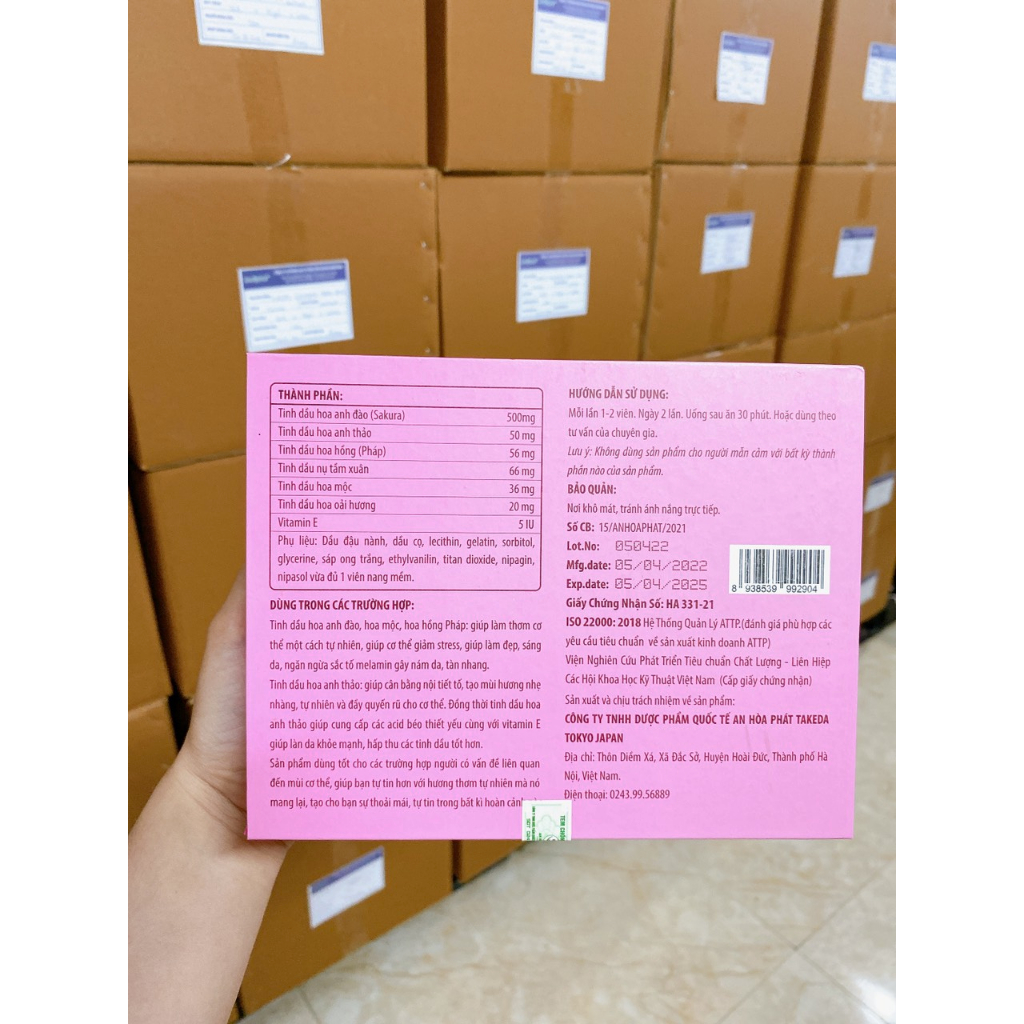 THÀNH PHẦN:
Tinh dầu hoa anh đào (Sakura) 500mg
Tinh dầu hoa anh thảo 50 mg
Tinh dầu hoa hồng (Pháp) 56 mg
Tinh dầu nụ tầm xuân 66 mg
Tinh dầu hoa mộc 36 mg
Tinh dầu hoa oải hương 20 mg
Vitamin E 5 IU
Phụ liệu: Dầu đậu nành, dầu cọ, lecithin, gelatin, sorbitol,
glycerine, sáp ong trắng, ethylvanilin, titan dioxide, nipagin,
nipasol vừa đủ 1 viên nang mềm.
DÙNG TRONG CÁC TRƯỜNG HỢP:
Tinh dầu hoa anh đào, hoa mộc, hoa hồng Pháp: giúp làm thơm cơ
thể một cách tự nhiên, giúp cơ thể giảm stress, giúp làm đẹp, sáng
da, ngăn ngừa sắc tố melamin gây nám da, tàn nhang.
Tinh dầu hoa anh thảo: giúp cân bằng nội tiết tố, tạo mùi hương nhẹ
nhàng, tự nhiên và đầy quyến rũ cho cơ thể. Đồng thời tinh dầu hoa
anh thảo giúp cung cấp các acid béo thiết yếu cùng với vitamin E
giúp làn da khỏe mạnh, hấp thu các tinh dầu tốt hơn.
Sản phẩm dùng tốt cho các trường hợp người có vấn đề liên quan
đến mùi cơ thể, giúp bạn tự tin hơn với hương thơm tự nhiên mà nó
mang lại, tạo cho bạn sự thoải mái, tự tin trong bất kì hoàn cảnh
HƯỚNG DẪN SỬ DỤNG:
Mỗi lần 1-2 viên. Ngày 2 lần. Uống sau ăn 30 phút. Hoặc dùng theo
tư vấn của chuyên gia.
Lưu ý: Không dùng sản phẩm cho người mẫn cảm với bất kỳ thành
phần nào của sản phẩm.
BẢO QUẢN:
Nơi khô mát, tránh ánh nắng trực tiếp.
Số CB: 15/ANHOAPHAT/2021
Lot.No: 050422
Mfg.date: 05/04/2022
Exp.date: 05/04/2025
8 938539 992904
Giấy Chứng Nhận Số: HA 331-21
ISO 22000: 2018 Hệ Thống Quản Lý ATTP.(đánh giá phù hợp các
yêu cầu tiêu chuẩn về sản xuất kinh doanh ATTP)
Viện Nghiên Cứu Phát Triển Tiêu chuẩn Chất Lượng - Liên Hiệp
Các Hội Khoa Học Kỹ Thuật Việt Nam (Cấp giấy chứng nhận)
Sản xuất và chịu trách nhiệm về sản phẩm:
CÔNG TY TNHH DƯỢC PHẨM QUỐC TẾ AN HÒA PHÁT TAKEDA
TOKYO JAPAN
Địa chỉ: Thôn Diềm Xá, Xã Đắc Sở, Huyện Hoài Đức, Thành phố Hà
Nội, Việt Nam.
Điện thoại: 0243.99.56889